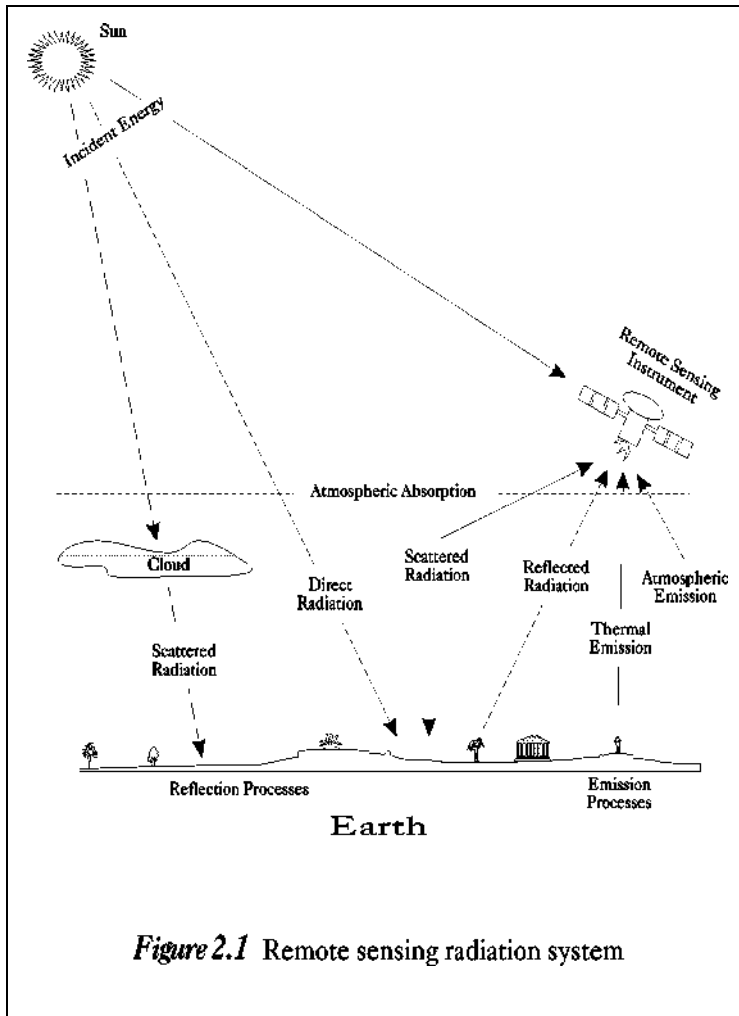 Sun
Incident Energy
Remote Sensing
Instrument
Atmospheric Absorption
Cloud
Scattered
Radiation
Direct
Radiation
Scattered
Radiation
Reflected
Radiation
Atmospheric
Emission
Thermal
Emission
Reflection Processes
Emission
Processes
Earth
Figure 2.1 Remote sensing radiation system